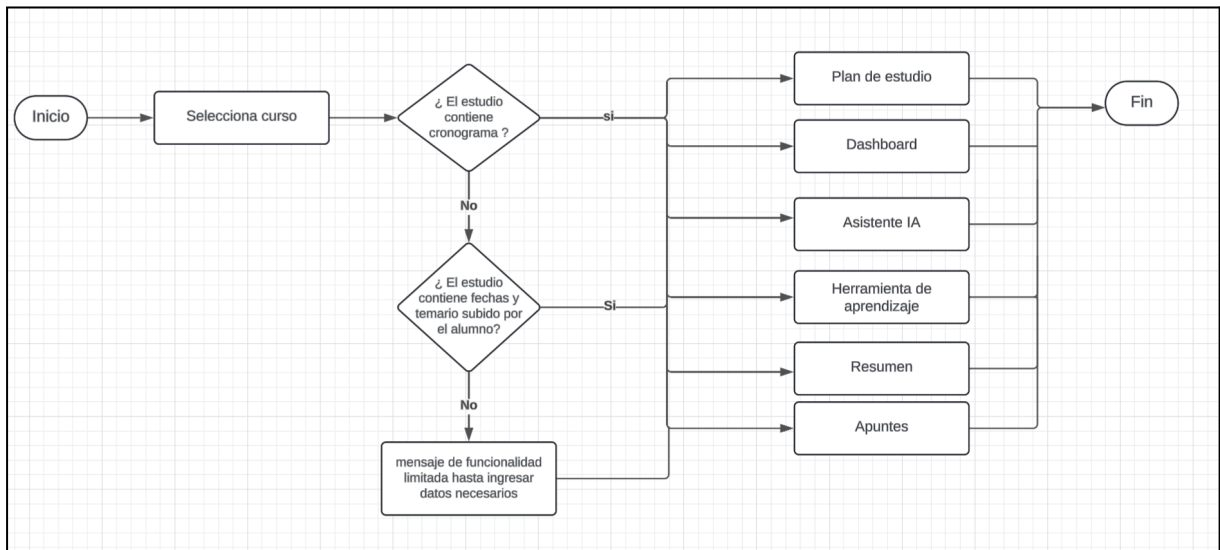 Inicio
Selecciona curso
¿ El estudio
contiene
cronograma ?
si
No
¿ El estudio
contiene fechas y
temario subido por
el alumno?
Si
No
mensaje de funcionalidad
limitada hasta ingresar
datos necesarios
Plan de estudio
Dashboard
Asistente IA
Herramienta de
aprendizaje
Resumen
Apuntes
Fin